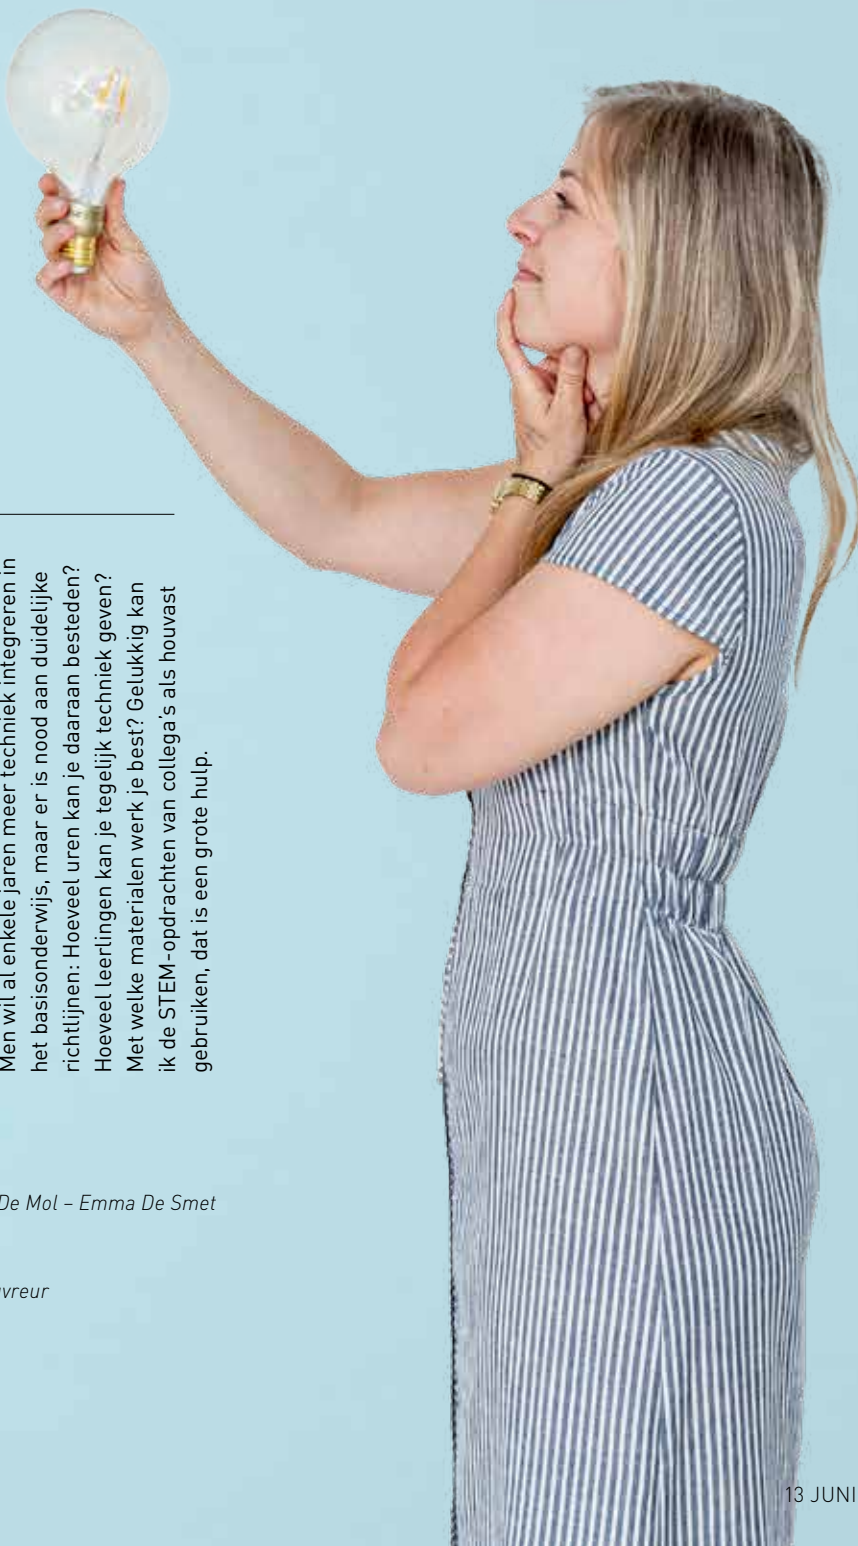 Men wil al enkele jaren meer techniek integreren in
het basisonderwijs, maar er is nood aan duidelijke
richtlijnen: Hoeveel uren kan je daaraan besteden?
Hoeveel leerlingen kan je tegelijk techniek geven?
Met welke materialen werk je best? Gelukkig kan
ik de STEM-opdrachten van collega's als houvast
gebruiken, dat is een grote hulp.
De Mol – Emma De Smet
vreur
13 JUNI